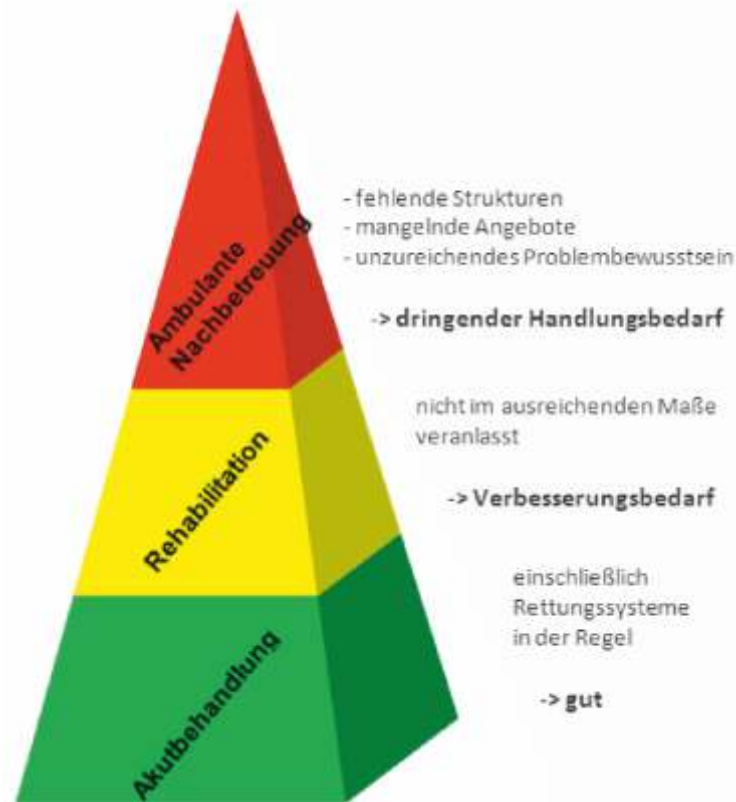 Ambulante
Nachbetreuung
- fehlende Strukturen
- mangelnde Angebote
- unzureichendes Problembewusstsein
-> dringender Handlungsbedarf
Rehabilitation
nicht im ausreichenden Maße
veranlasst
-> Verbesserungsbedarf
Akutbehandlung
einschließlich
Rettungssysteme
in der Regel
-> gut